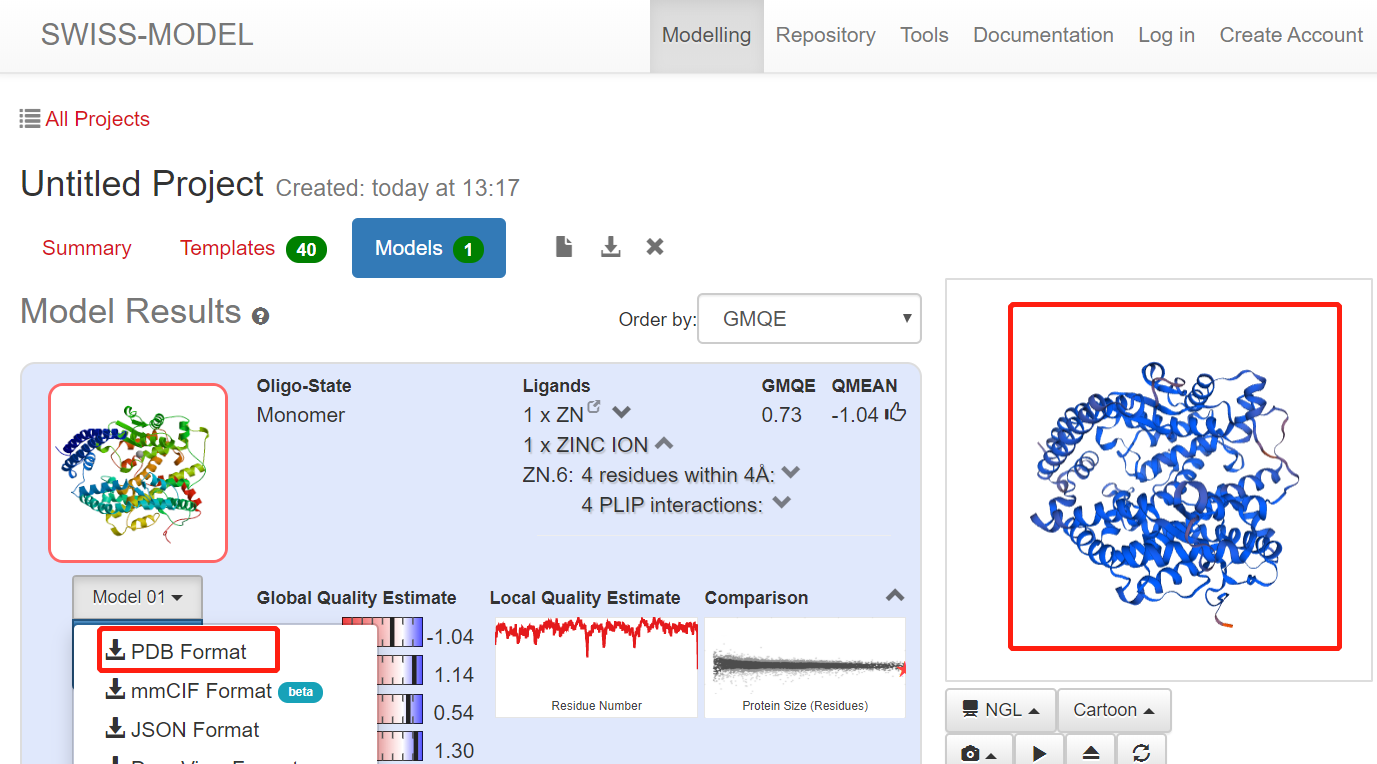 SWISS-MODEL
Modelling Repository Tools Documentation Log in Create Account
All Projects
Untitled Project Created: today at 13:17
Summary Templates 40 Models 1
Model Results
Order by: GMQE
Oligo-State
Monomer
Ligands
1 x ZN
1 x ZINC ION
ZN.6: 4 residues within 4Å:
4 PLIP interactions:
GMQE QMEAN
0.73 -1.04
Model 01
PDB Format
mmCIF Format beta
JSON Format
Global Quality Estimate
-1.04
1.14
0.54
1.30
Local Quality Estimate
Residue Number
Comparison
Protein Size (Residues)
NGL Cartoon